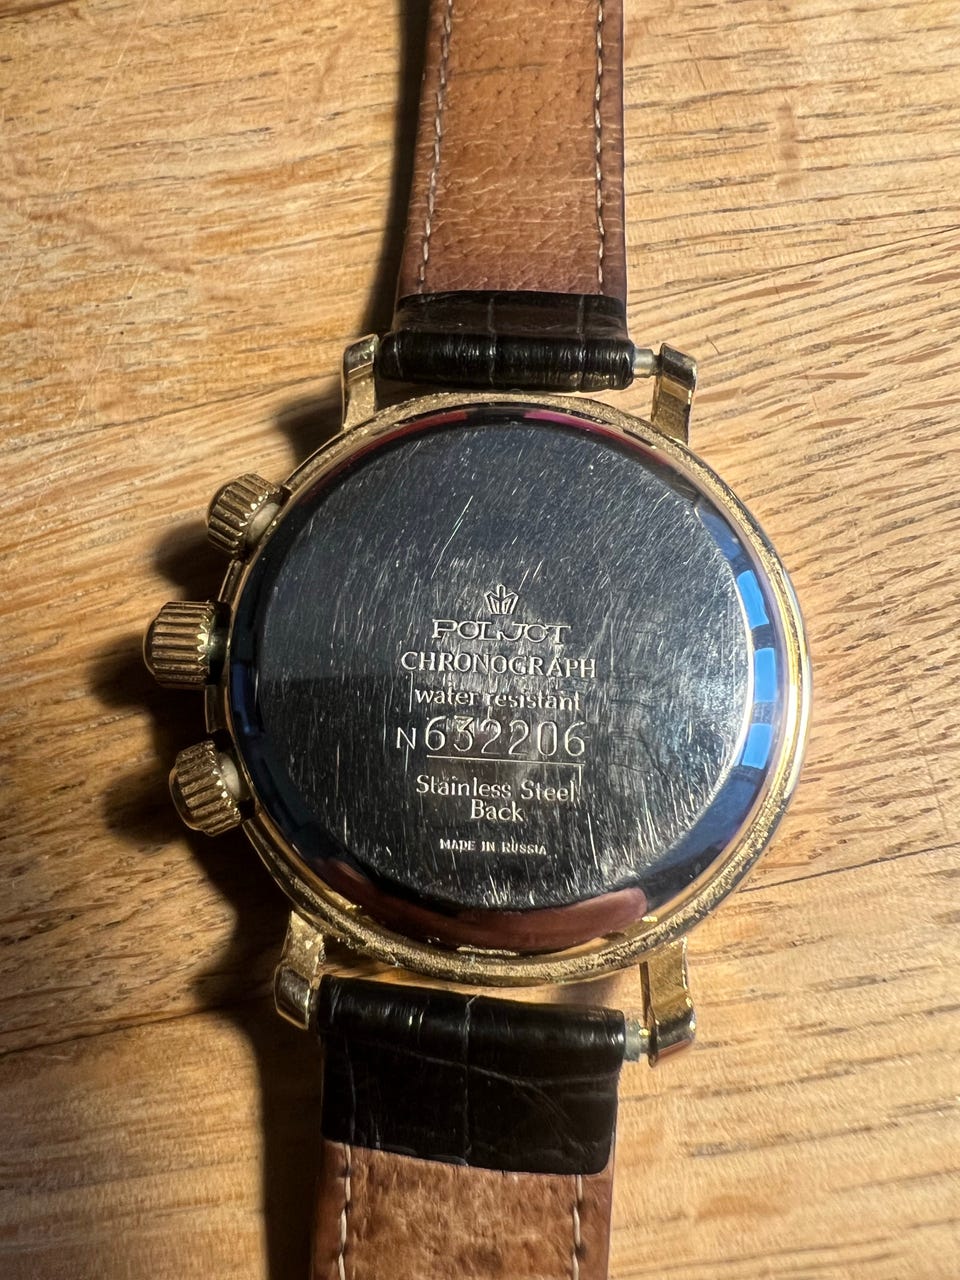 POLJOT
CHRONOGRAPH
water resistant
N632206
Stainless Steel
Back
MADE IN RUSSIA